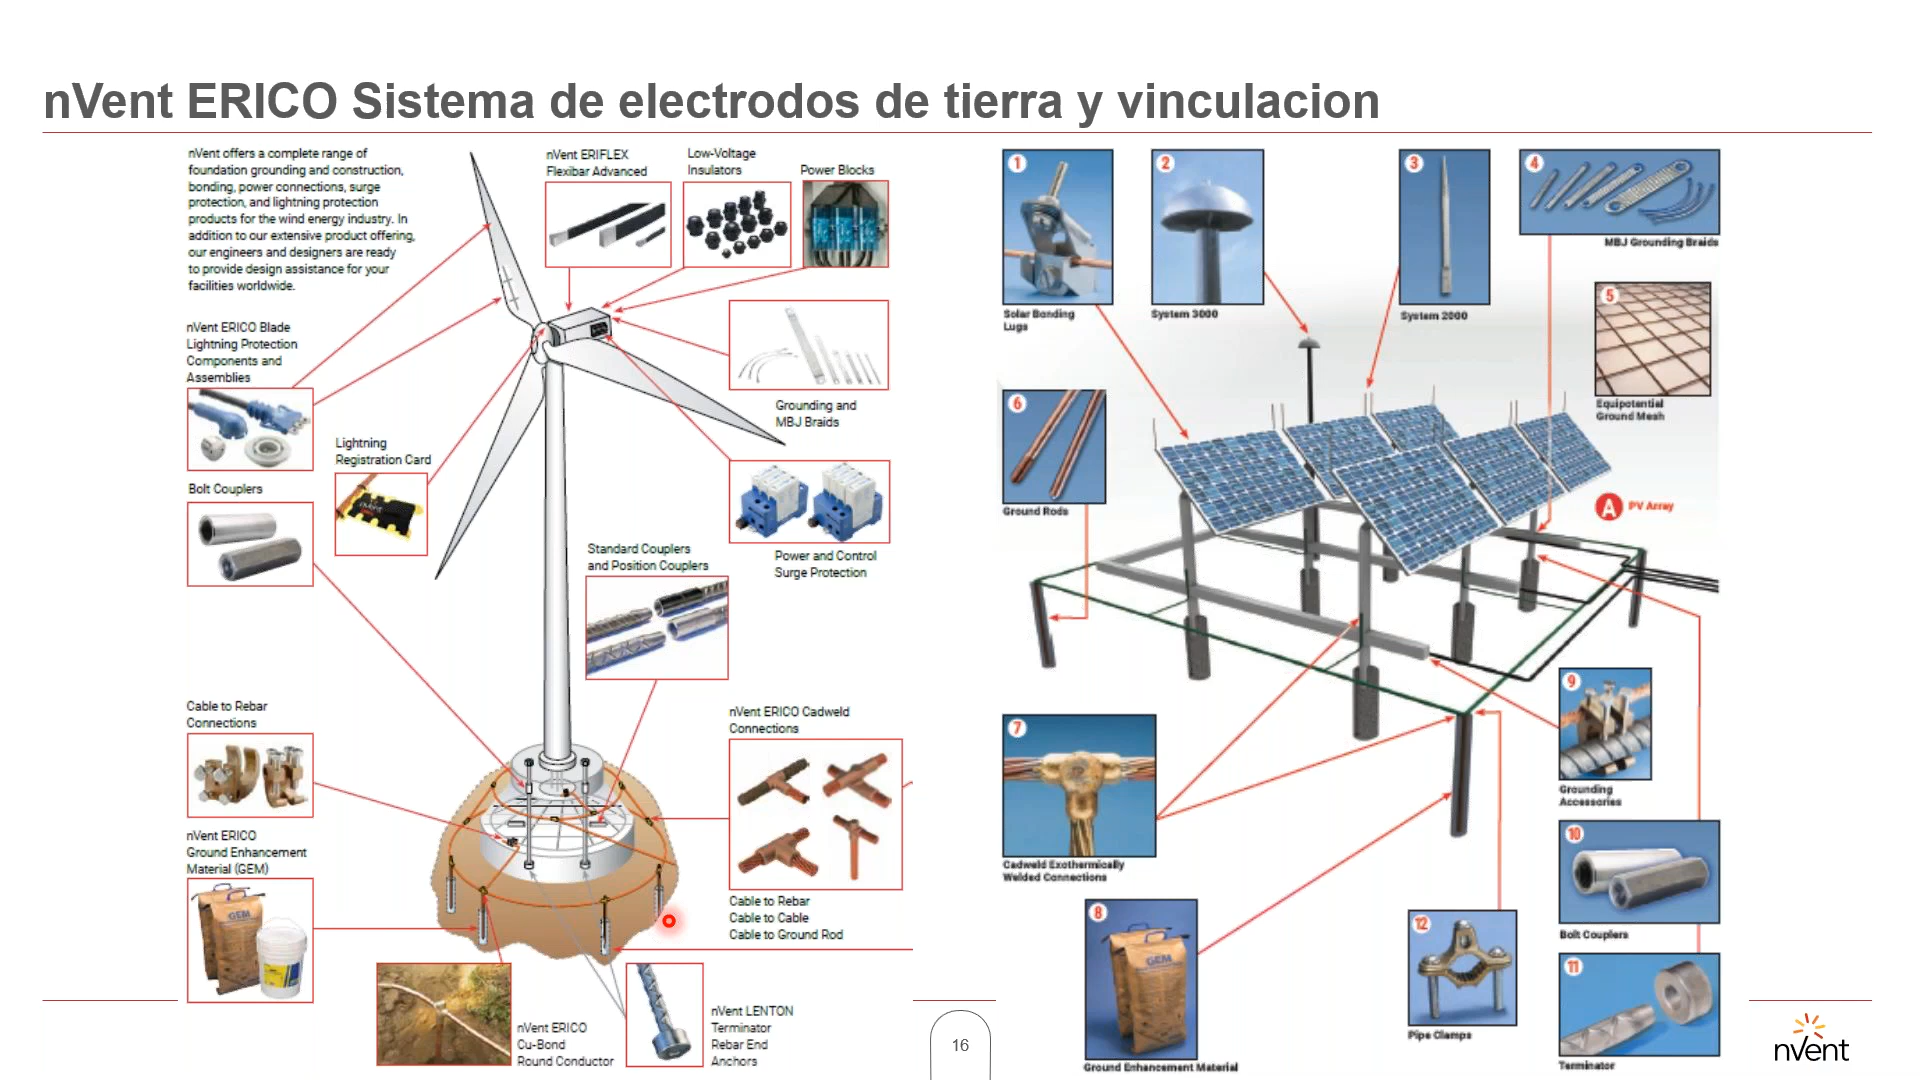 nVent ERICO Sistema de electrodos de tierra y vinculacion
nVent offers a complete range of
foundation grounding and construction,
bonding, power connections, surge
protection, and lightning protection
products for the wind energy industry. In
addition to our extensive product offering,
our engineers and designers are ready
to provide design assistance for your
facilities worldwide.
nVent ERIFLEX
Flexibar Advanced
Low-Voltage
Insulators
Power Blocks
nVent ERICO Blade
Lightning Protection
Components and
Assemblies
Grounding and
MBJ Braids
Lightning
Registration Card
nvent
Bolt Couplers
Standard Couplers
and Position Couplers
Power and Control
Surge Protection
Cable to Rebar
Connections
nVent ERICO Cadweld
Connections
nVent ERICO
Ground Enhancement
Material (GEM)
GEM
Cable to Rebar
Cable to Cable
Cable to Ground Rod
nVent ERICO
Cu-Bond
Round Conductor
nVent LENTON
Terminator
Rebar End
Anchors
1
Solar Bonding
Lugs
2
System 3000
3
System 2000
4
MBJ Grounding Braids
5
Equipotential
Ground Mesh
6
Ground Rods
A
PV Array
7
Cadweld Exothermically
Welded Connections
8
GEM
Ground Enhancement Material
9
Grounding
Accessories
10
Bolt Couplers
11
Terminator
12
Pipe Clamps
16
nvent